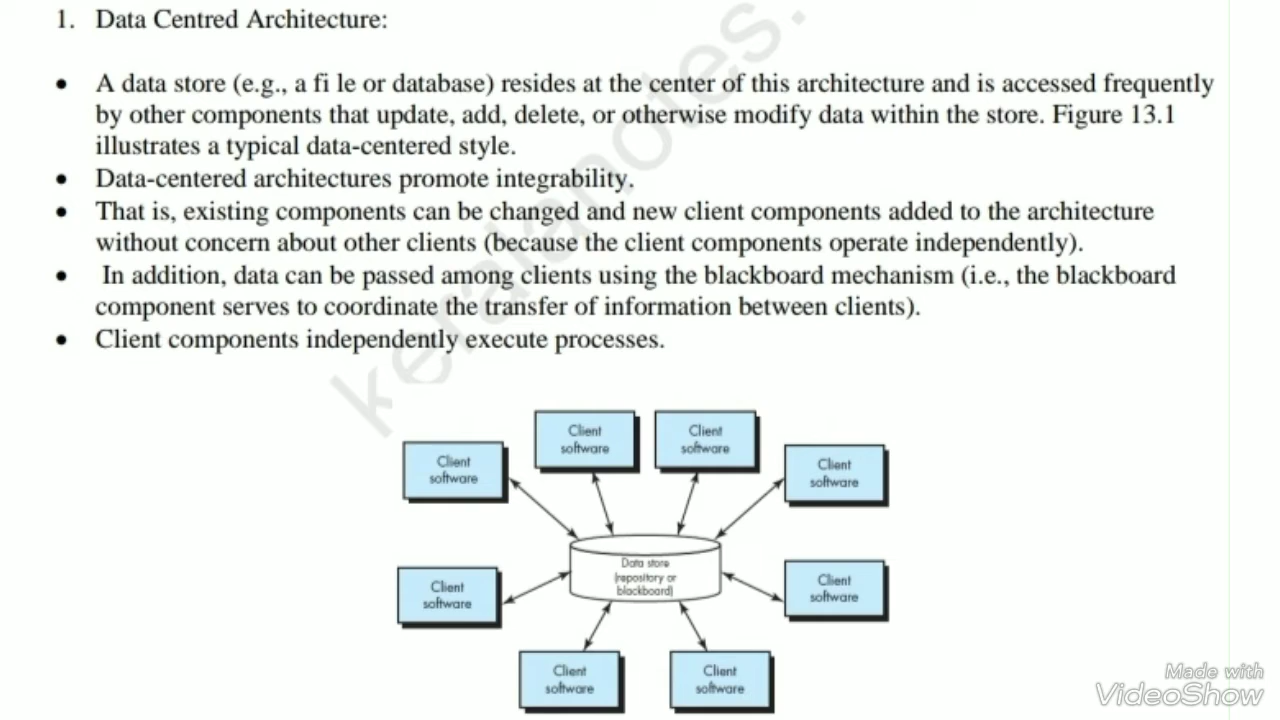 1. Data Centred Architecture:
• A data store (e.g., a fi le or database) resides at the center of this architecture and is accessed frequently
by other components that update, add, delete, or otherwise modify data within the store. Figure 13.1
illustrates a typical data-centered style.
• Data-centered architectures promote integrability.
• That is, existing components can be changed and new client components added to the architecture
without concern about other clients (because the client components operate independently).
• In addition, data can be passed among clients using the blackboard mechanism (i.e., the blackboard
component serves to coordinate the transfer of information between clients).
• Client components independently execute processes.
keralanotes.
Client
software
Client
software
Client
software
Client
software
Data store
(repository or
blackboard)
Client
software
Client
software
Client
software
Client
software
Made with
VideoShow